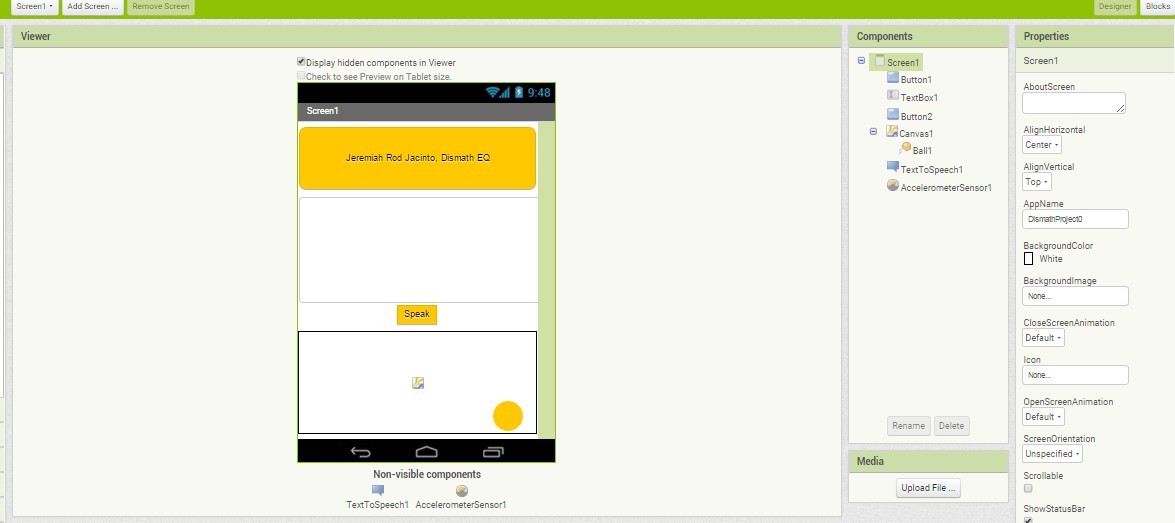 Screen1
Add Screen ...
Remove Screen
Designer
Blocks
Viewer
Display hidden components in Viewer
Check to see Preview on Tablet size.
9:48
Screen1
Jeremiah Rod Jacinto, Dismath EQ
Speak
Non-visible components
TextToSpeech1
AccelerometerSensor1
Components
Screen1
Button1
TextBox1
Button2
Canvas1
Ball1
TextToSpeech1
AccelerometerSensor1
Rename
Delete
Media
Upload File ...
Properties
Screen1
AboutScreen
AlignHorizontal
Center
AlignVertical
Top
AppName
DismathProject0
BackgroundColor
White
BackgroundImage
None...
CloseScreenAnimation
Default
Icon
None...
OpenScreenAnimation
Default
ScreenOrientation
Unspecified
Scrollable
ShowStatusBar